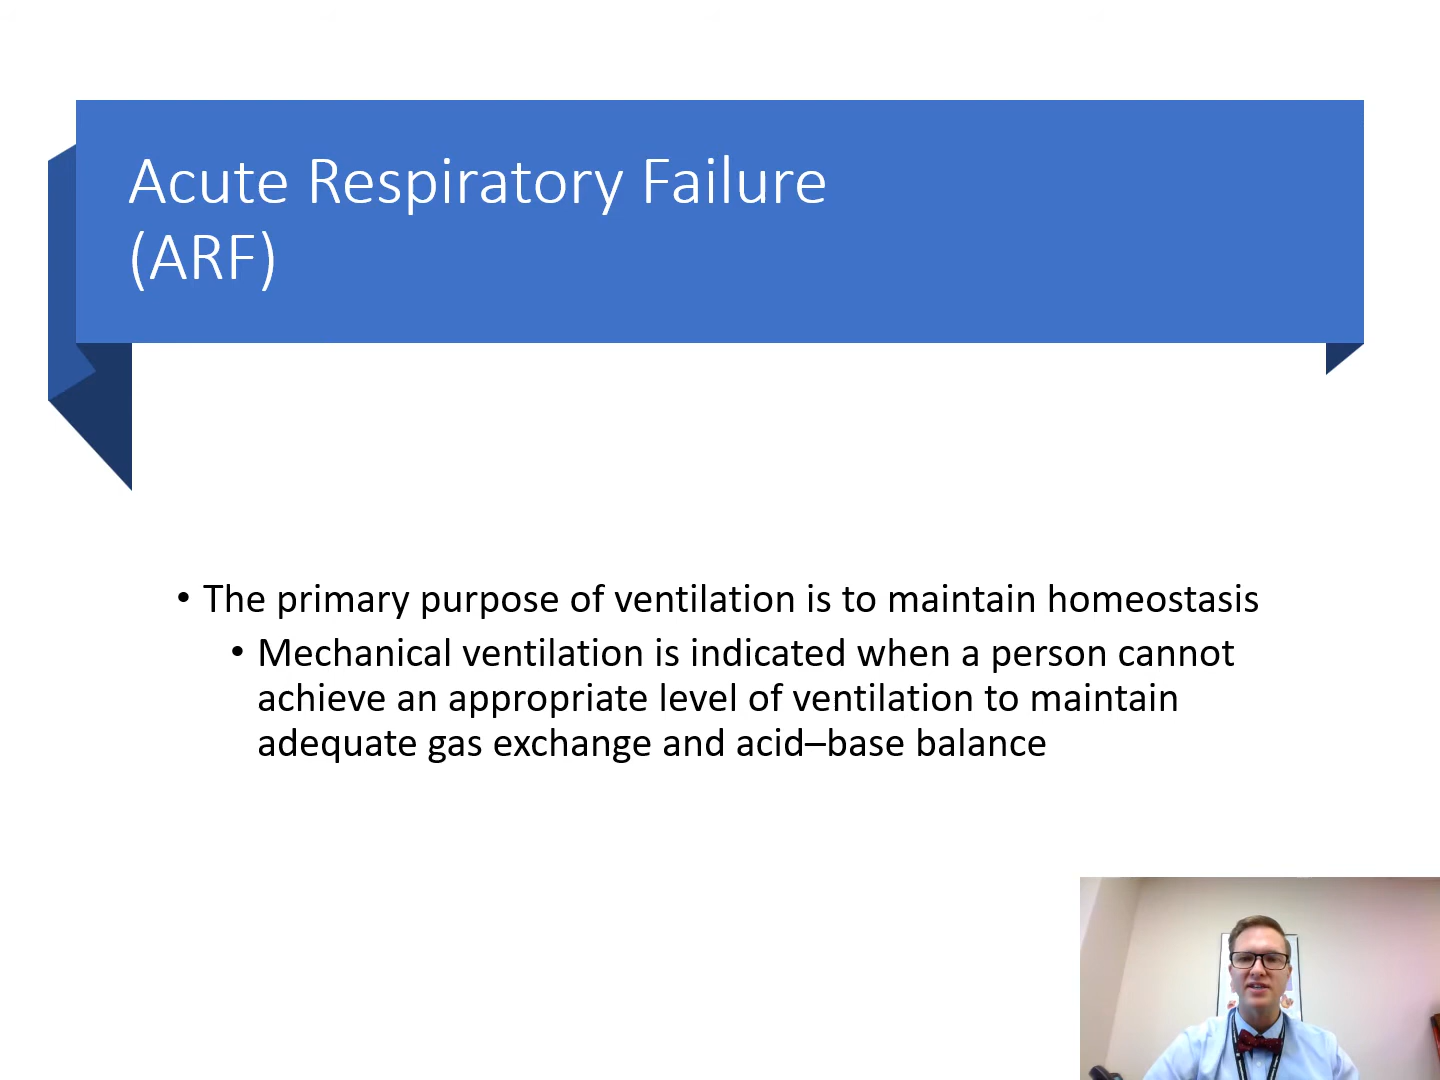 Acute Respiratory Failure
(ARF)
• The primary purpose of ventilation is to maintain homeostasis
• Mechanical ventilation is indicated when a person cannot
achieve an appropriate level of ventilation to maintain
adequate gas exchange and acid–base balance